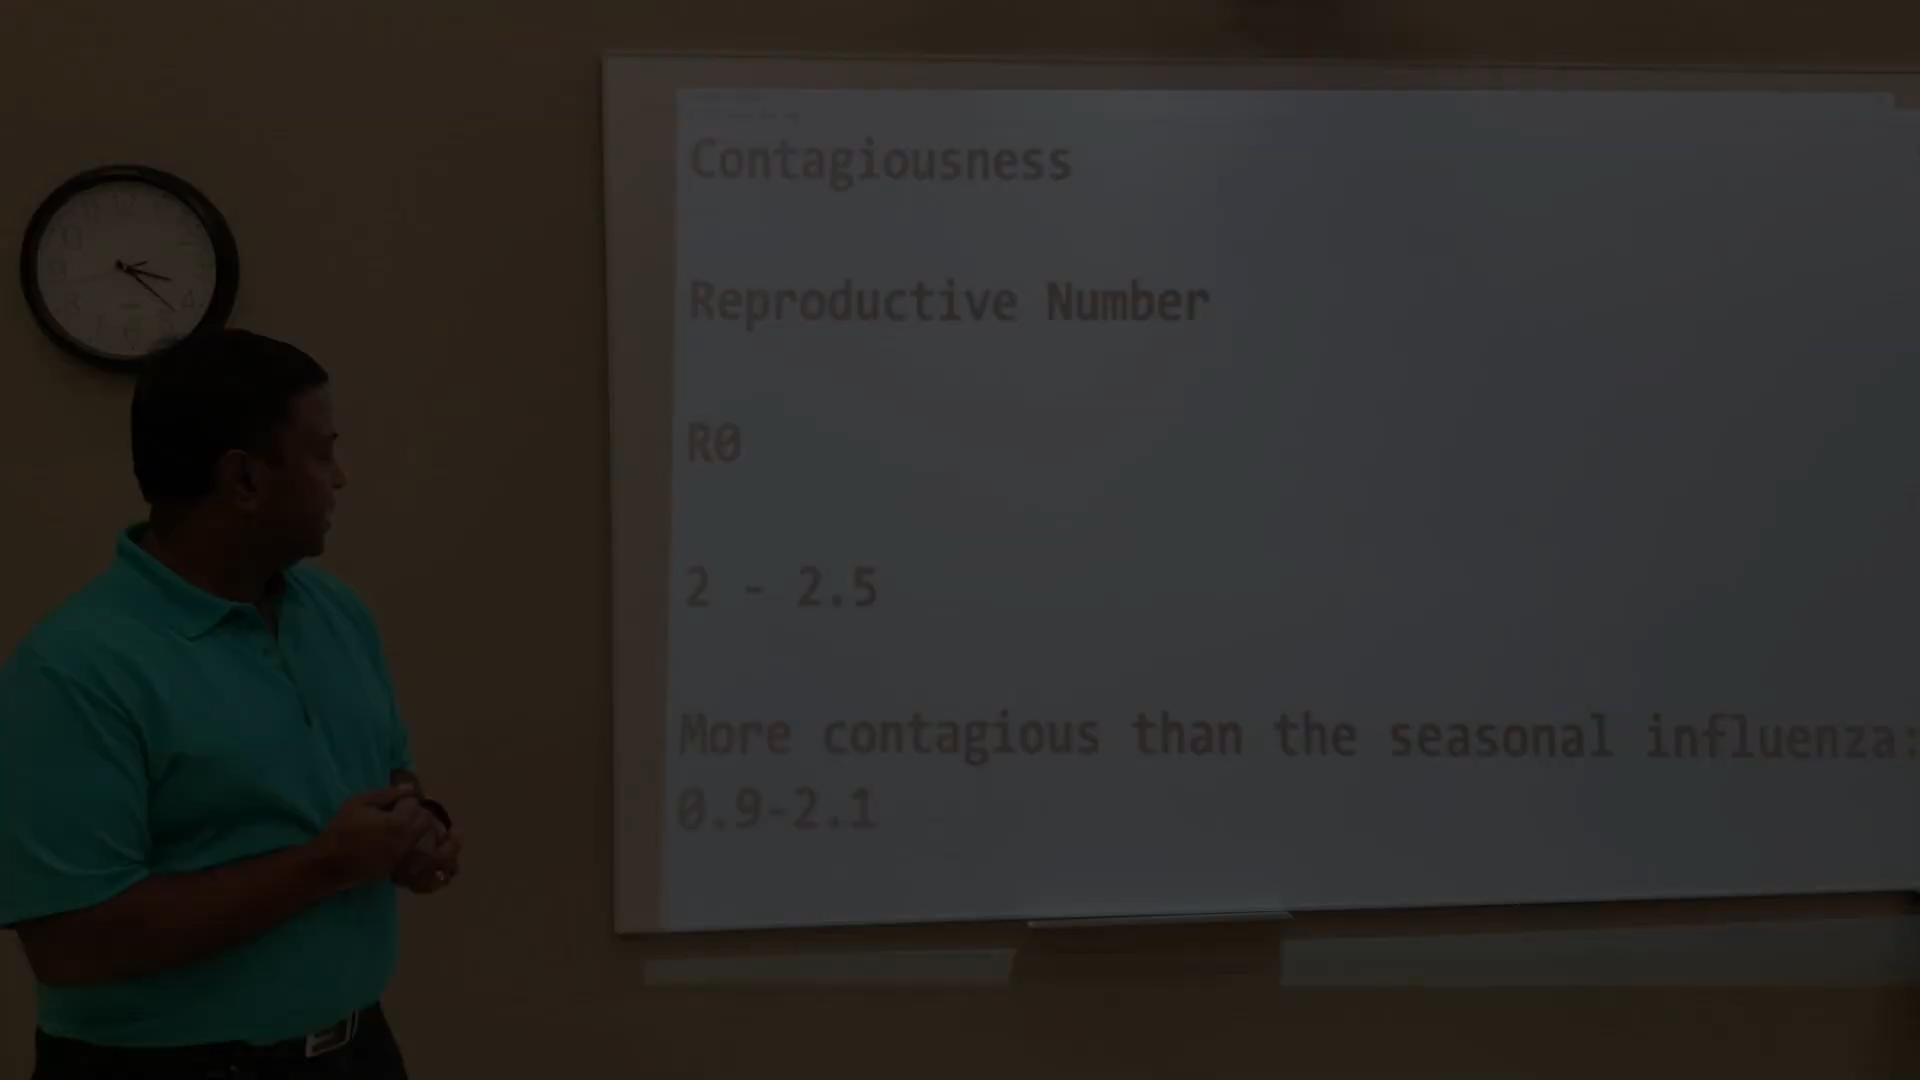 Contagiousness
Reproductive Number
R0
2 - 2.5
More contagious than the seasonal influenza:
0.9-2.1